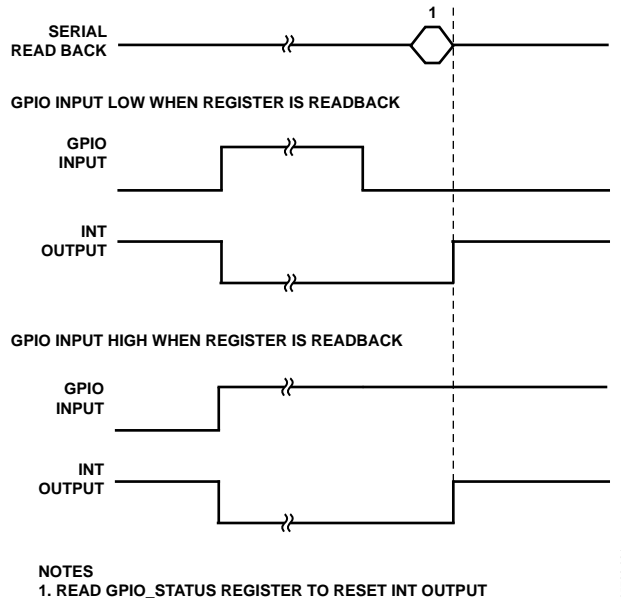 1
SERIAL
READ BACK
GPIO INPUT LOW WHEN REGISTER IS READBACK
GPIO
INPUT
INT
OUTPUT
GPIO INPUT HIGH WHEN REGISTER IS READBACK
GPIO
INPUT
INT
OUTPUT
NOTES
1. READ GPIO_STATUS REGISTER TO RESET INT OUTPUT